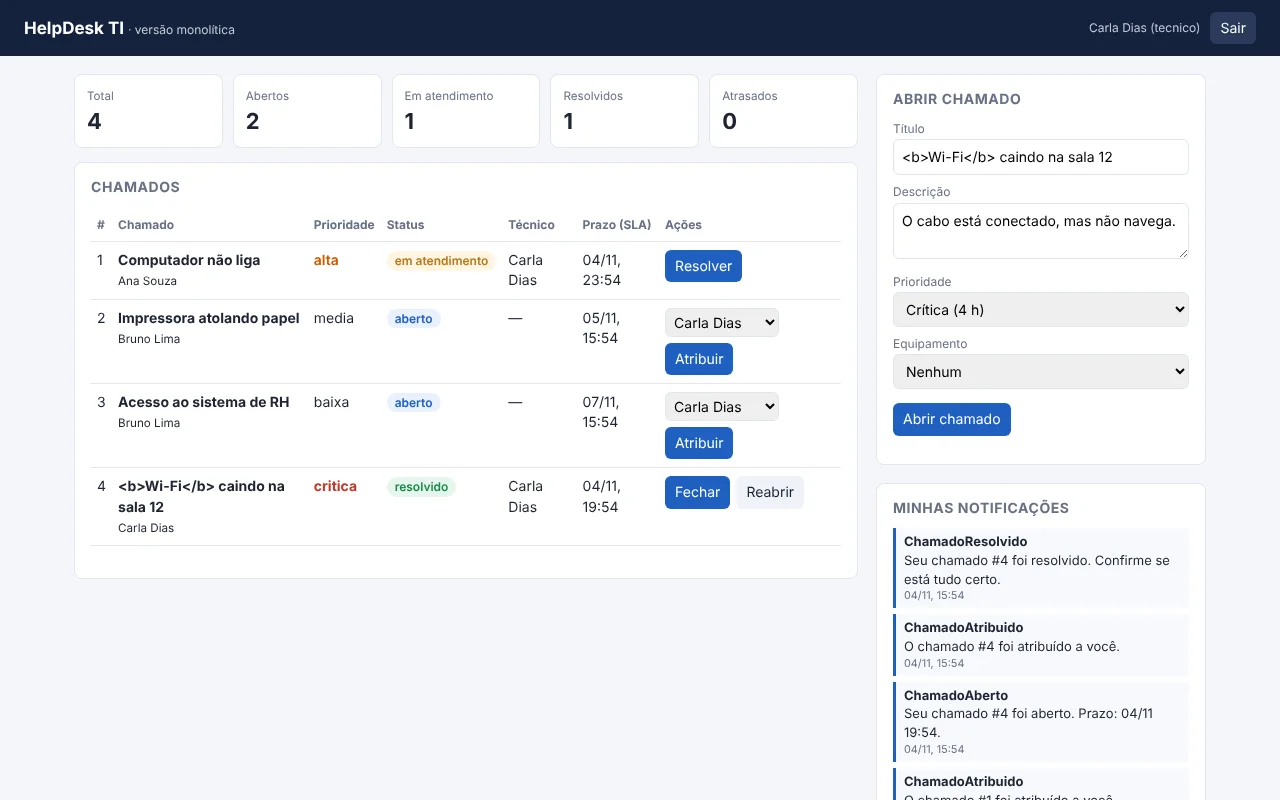 HelpDesk TI · versão monolítica
Carla Dias (tecnico)
Sair
Total
4
Abertos
2
Em atendimento
1
Resolvidos
1
Atrasados
0
CHAMADOS
# Chamado Prioridade Status Técnico Prazo (SLA) Ações
1 Computador não liga alta em atendimento Carla 04/11, Resolver
Ana Souza Dias 23:54
2 Impressora atolando papel media aberto — 05/11, Carla Dias
Bruno Lima 15:54
Atribuir
3 Acesso ao sistema de RH baixa aberto — 07/11, Carla Dias
Bruno Lima 15:54
Atribuir
4 <b>Wi-Fi</b> caindo na critica resolvido Carla 04/11, Fechar Reabrir
sala 12 Dias 19:54
Carla Dias
ABRIR CHAMADO
Título
<b>Wi-Fi</b> caindo na sala 12
Descrição
O cabo está conectado, mas não navega.
Prioridade
Crítica (4 h)
Equipamento
Nenhum
Abrir chamado
MINHAS NOTIFICAÇÕES
ChamadoResolvido
Seu chamado #4 foi resolvido. Confirme se
está tudo certo.
04/11, 15:54
ChamadoAtribuido
O chamado #4 foi atribuído a você.
04/11, 15:54
ChamadoAberto
Seu chamado #4 foi aberto. Prazo: 04/11
19:54.
04/11, 15:54
ChamadoAtribuido
O chamado #1 foi atribuído a você.